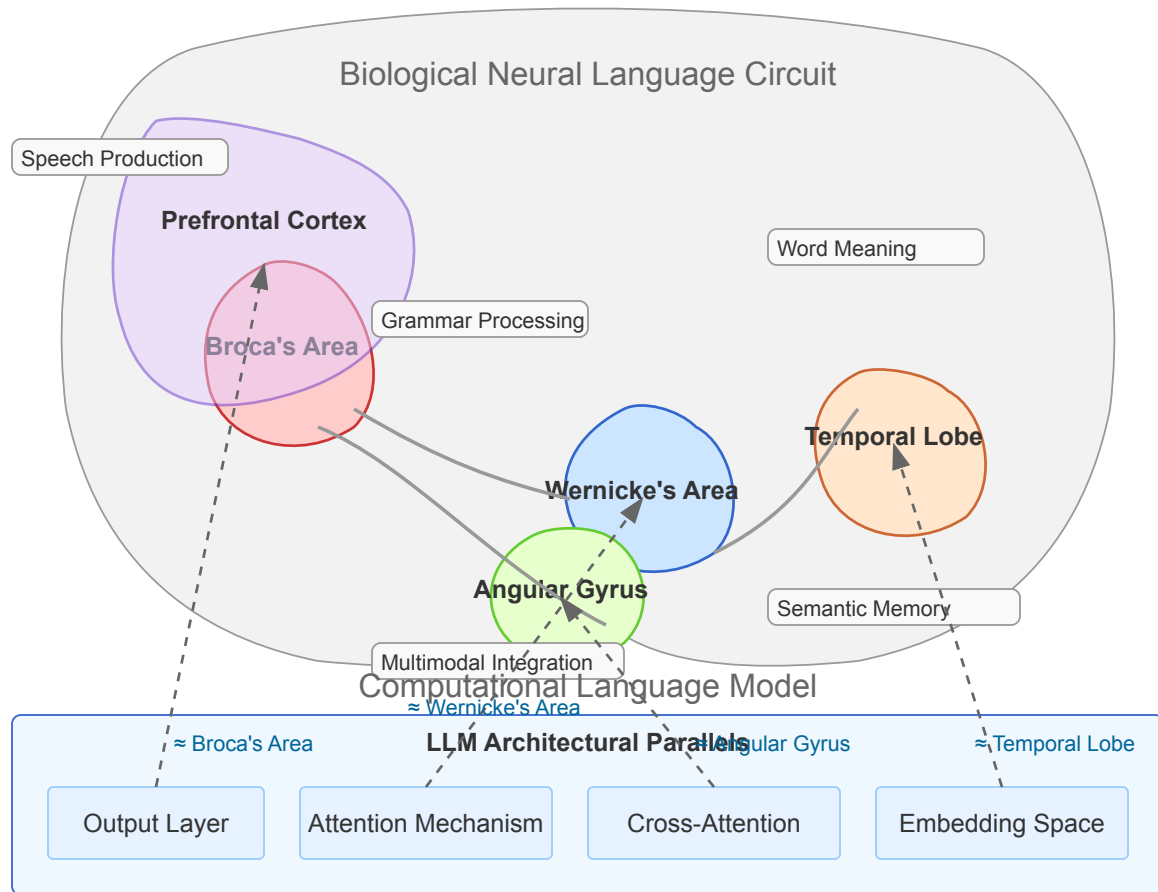 Biological Neural Language Circuit
Speech Production
Prefrontal Cortex
Word Meaning
Grammar Processing
Broca's Area
Temporal Lobe
Wernicke's Area
Angular Gyrus
Semantic Memory
Multimodal Integration
Computational Language Model
≈ Wernicke's Area
LLM Architectural Parallels
≈ Broca's Area
≈ Angular Gyrus
≈ Temporal Lobe
Output Layer
Attention Mechanism
Cross-Attention
Embedding Space